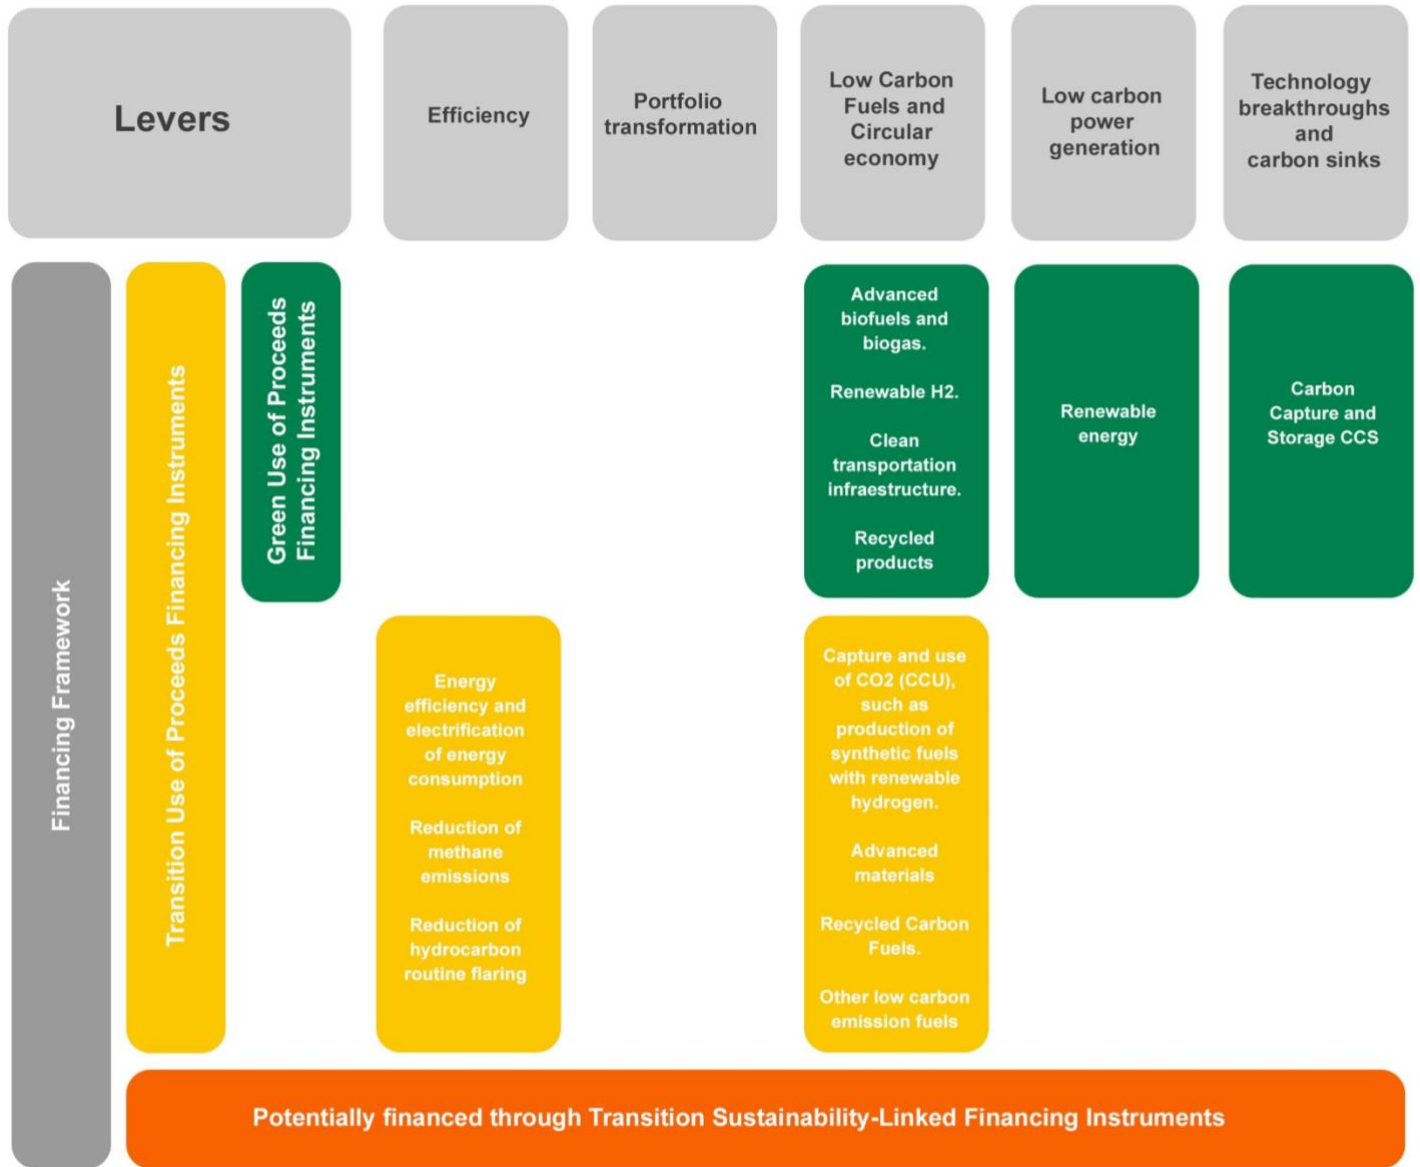 Levers
Efficiency
Portfolio
transformation
Low Carbon
Fuels and
Circular
economy
Low carbon
power
generation
Technology
breakthroughs
and
carbon sinks
Financing Framework
Transition Use of Proceeds Financing Instruments
Green Use of Proceeds
Financing Instruments
Advanced
biofuels and
biogas.
Renewable H2.
Clean
transportation
infraestructure.
Recycled
products
Renewable
energy
Carbon
Capture and
Storage CCS
Energy
efficiency and
electrification
of energy
consumption
Reduction of
methane
emissions
Reduction of
hydrocarbon
routine flaring
Capture and use
of CO2 (CCU),
such as
production of
synthetic fuels
with renewable
hydrogen.
Advanced
materials
Recycled Carbon
Fuels.
Other low carbon
emission fuels
Potentially financed through Transition Sustainability-Linked Financing Instruments